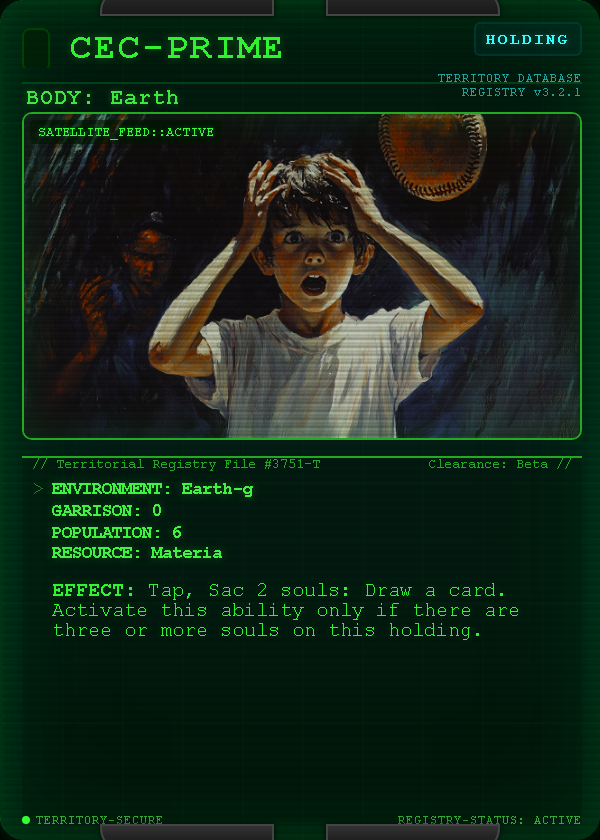 CEC-PRIME
HOLDING
TERRITORY DATABASE
REGISTRY v3.2.1
BODY: Earth
SATELLITE_FEED::ACTIVE
// Territorial Registry File #3751-T
Clearance: Beta //
> ENVIRONMENT: Earth-g
GARRISON: 0
POPULATION: 6
RESOURCE: Materia
EFFECT: Tap, Sac 2 souls: Draw a card.
Activate this ability only if there are
three or more souls on this holding.
TERRITORY-SECURE
REGISTRY-STATUS: ACTIVE